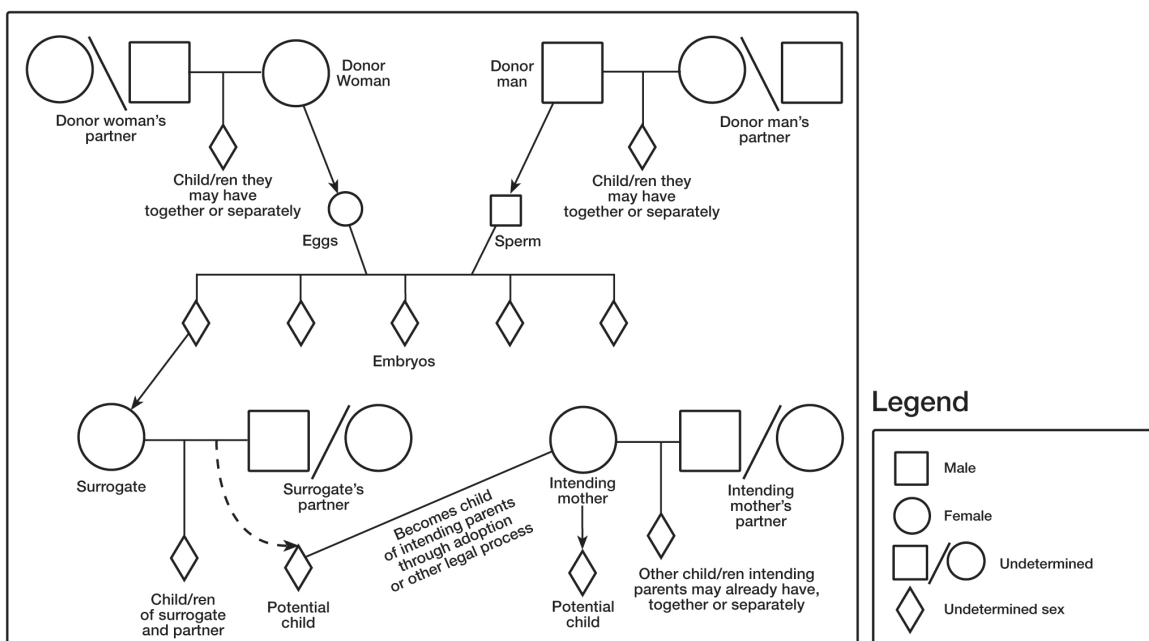 Donor
Woman
Donor
man
Donor woman's
partner
Donor man's
partner
Child/ren they
may have
together or separately
Child/ren they
may have
together or separately
Eggs
Sperm
Embryos
Surrogate
Surrogate's
partner
Intending
mother
Intending
mother's
partner
Becomes child
of intending parents
through adoption
or other legal process
Child/ren
of surrogate
and partner
Potential
child
Potential
child
Other child/ren intending
parents may already have,
together or separately
Legend
Male
Female
Undetermined
Undetermined sex